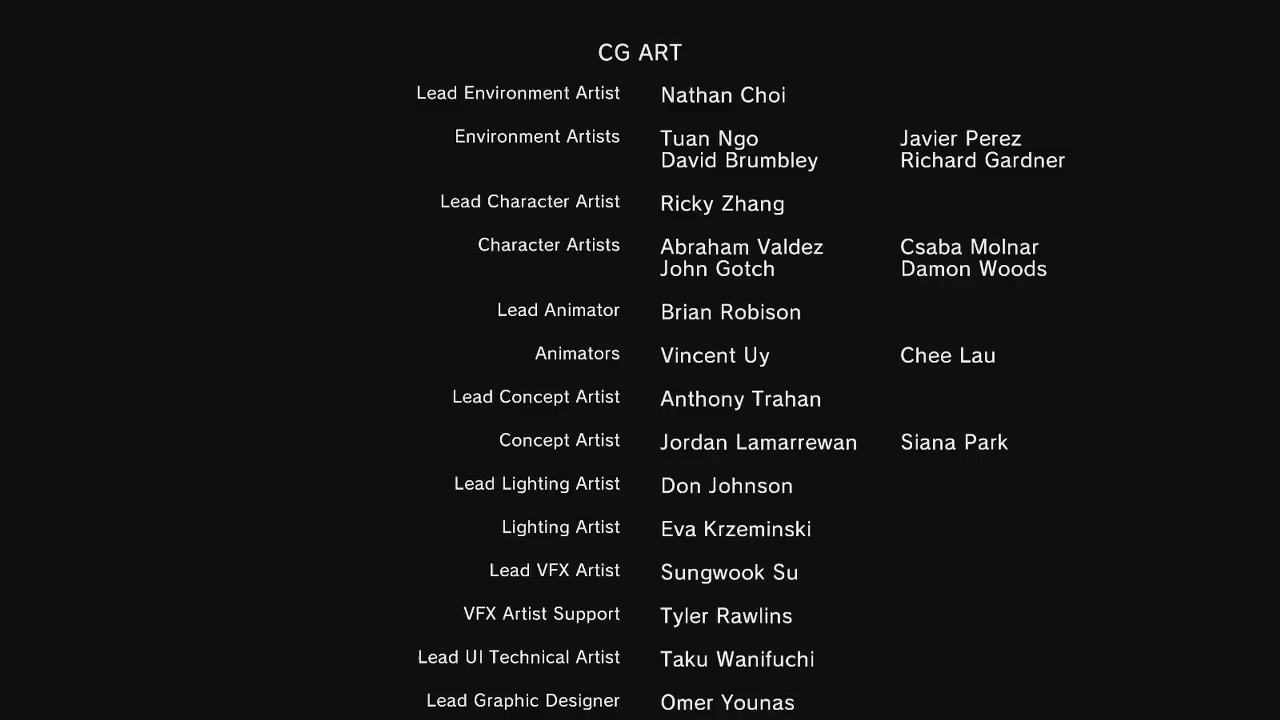 CG ART
Lead Environment Artist Nathan Choi
Environment Artists Tuan Ngo Javier Perez
David Brumbley Richard Gardner
Lead Character Artist Ricky Zhang
Character Artists Abraham Valdez Csaba Molnar
John Gotch Damon Woods
Lead Animator Brian Robison
Animators Vincent Uy Chee Lau
Lead Concept Artist Anthony Trahan
Concept Artist Jordan Lamarrewan Siana Park
Lead Lighting Artist Don Johnson
Lighting Artist Eva Krzeminski
Lead VFX Artist Sungwook Su
VFX Artist Support Tyler Rawlins
Lead UI Technical Artist Taku Wanifuchi
Lead Graphic Designer Omer Younas